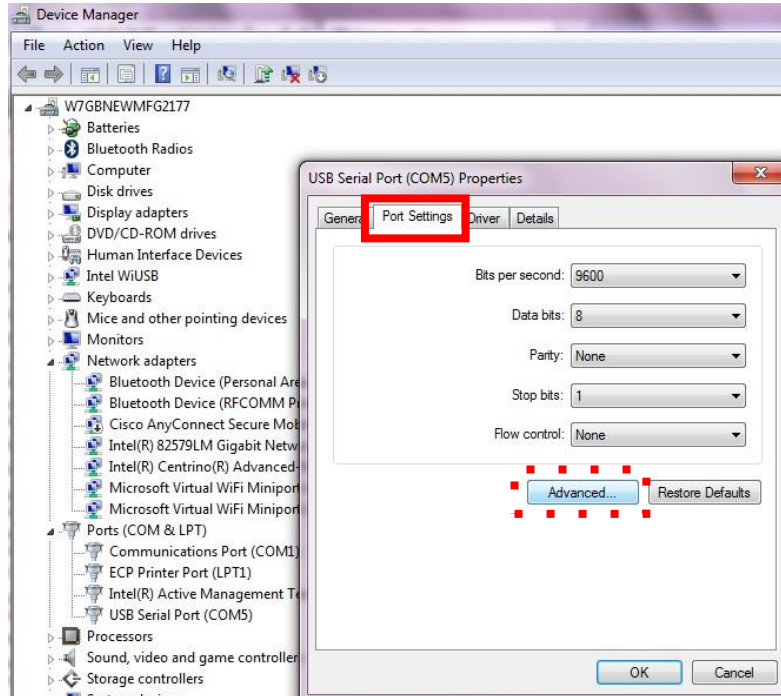 Device Manager
File Action View Help
W7GBNEWMFG2177
Batteries
Bluetooth Radios
Computer
Disk drives
Display adapters
DVD/CD-ROM drives
Human Interface Devices
Intel WiUSB
Keyboards
Mice and other pointing devices
Monitors
Network adapters
Bluetooth Device (Personal Are
Bluetooth Device (RFCOMM P
Cisco AnyConnect Secure Mob
Intel(R) 82579LM Gigabit Netw
Intel(R) Centrino(R) Advanced-
Microsoft Virtual WiFi Miniport
Microsoft Virtual WiFi Miniport
Ports (COM & LPT)
Communications Port (COM1)
ECP Printer Port (LPT1)
Intel(R) Active Management Te
USB Serial Port (COM5)
Processors
Sound, video and game controller
Storage controllers
USB Serial Port (COM5) Properties
General Port Settings Driver Details
Bits per second: 9600
Data bits: 8
Parity: None
Stop bits: 1
Flow control: None
Advanced... Restore Defaults
OK Cancel